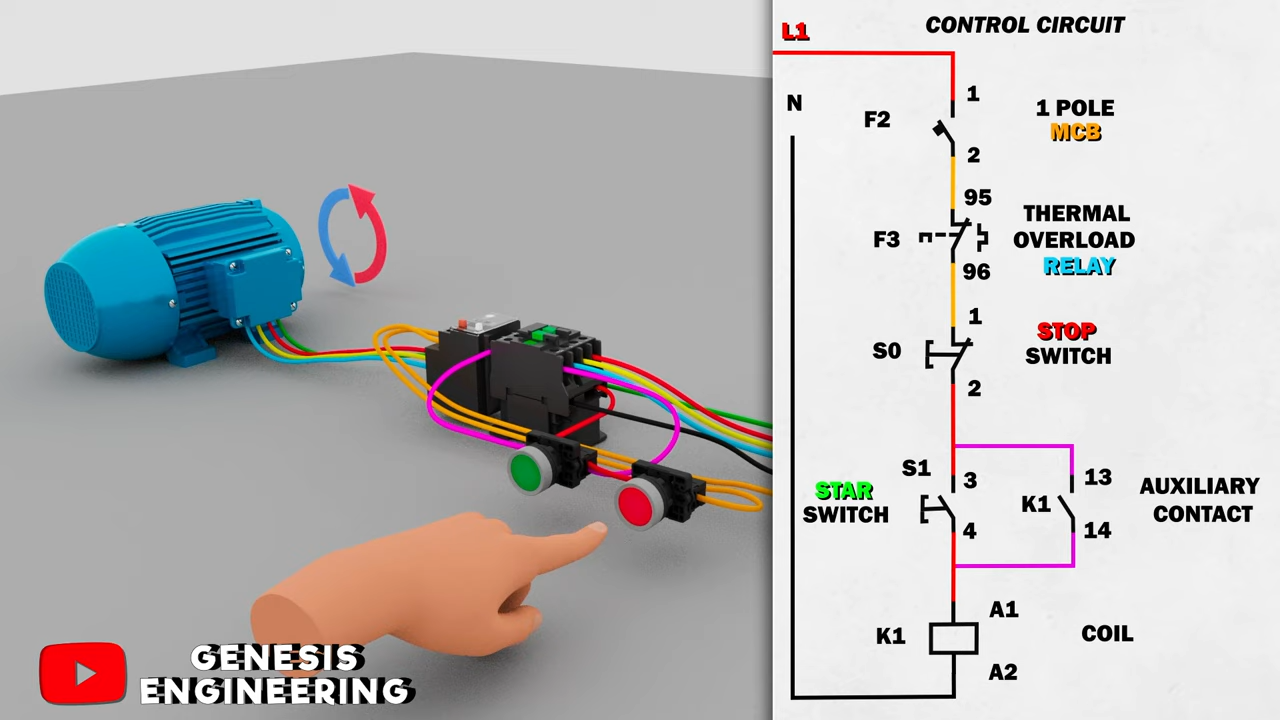 CONTROL CIRCUIT
L1
N
1
F2
1 POLE
MCB
2
95
F3
THERMAL
OVERLOAD
RELAY
96
1
S0
STOP
SWITCH
2
S1
3
13
STAR
SWITCH
K1
AUXILIARY
CONTACT
4
14
A1
K1
COIL
A2
GENESIS
ENGINEERING